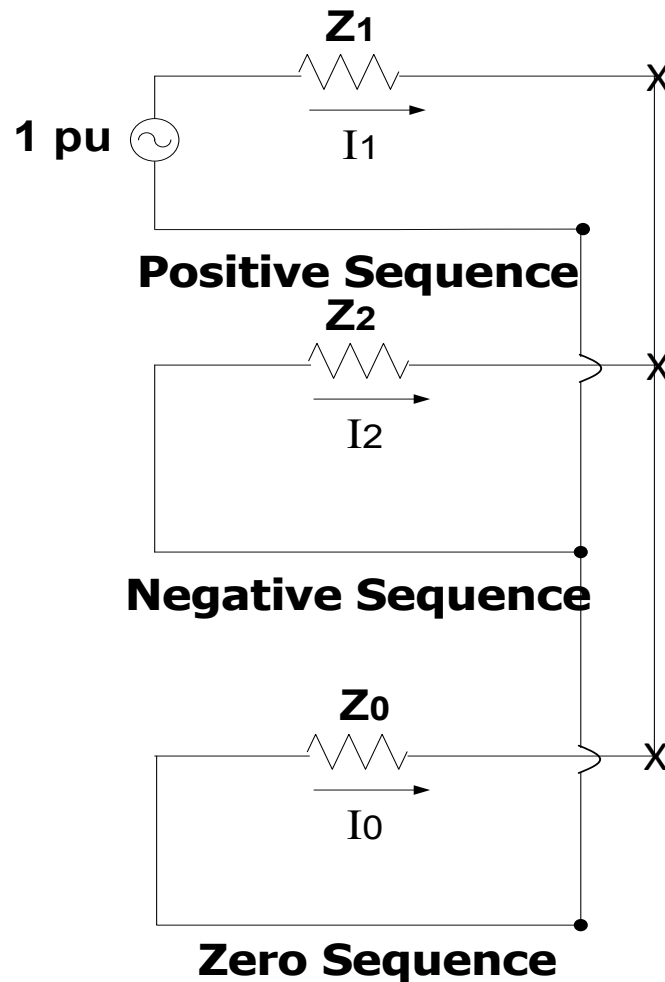 Z1
1 pu
I1
X
Positive Sequence
Z2
X
I2
Negative Sequence
Z0
X
I0
Zero Sequence